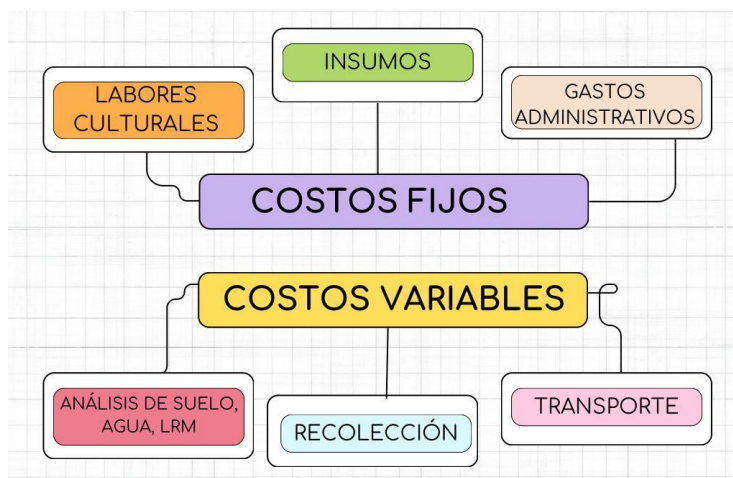 INSUMOS
LABORES
CULTURALES
GASTOS
ADMINISTRATIVOS
COSTOS FIJOS
COSTOS VARIABLES
ANÁLISIS DE SUELO,
AGUA, LRM
RECOLECCIÓN
TRANSPORTE